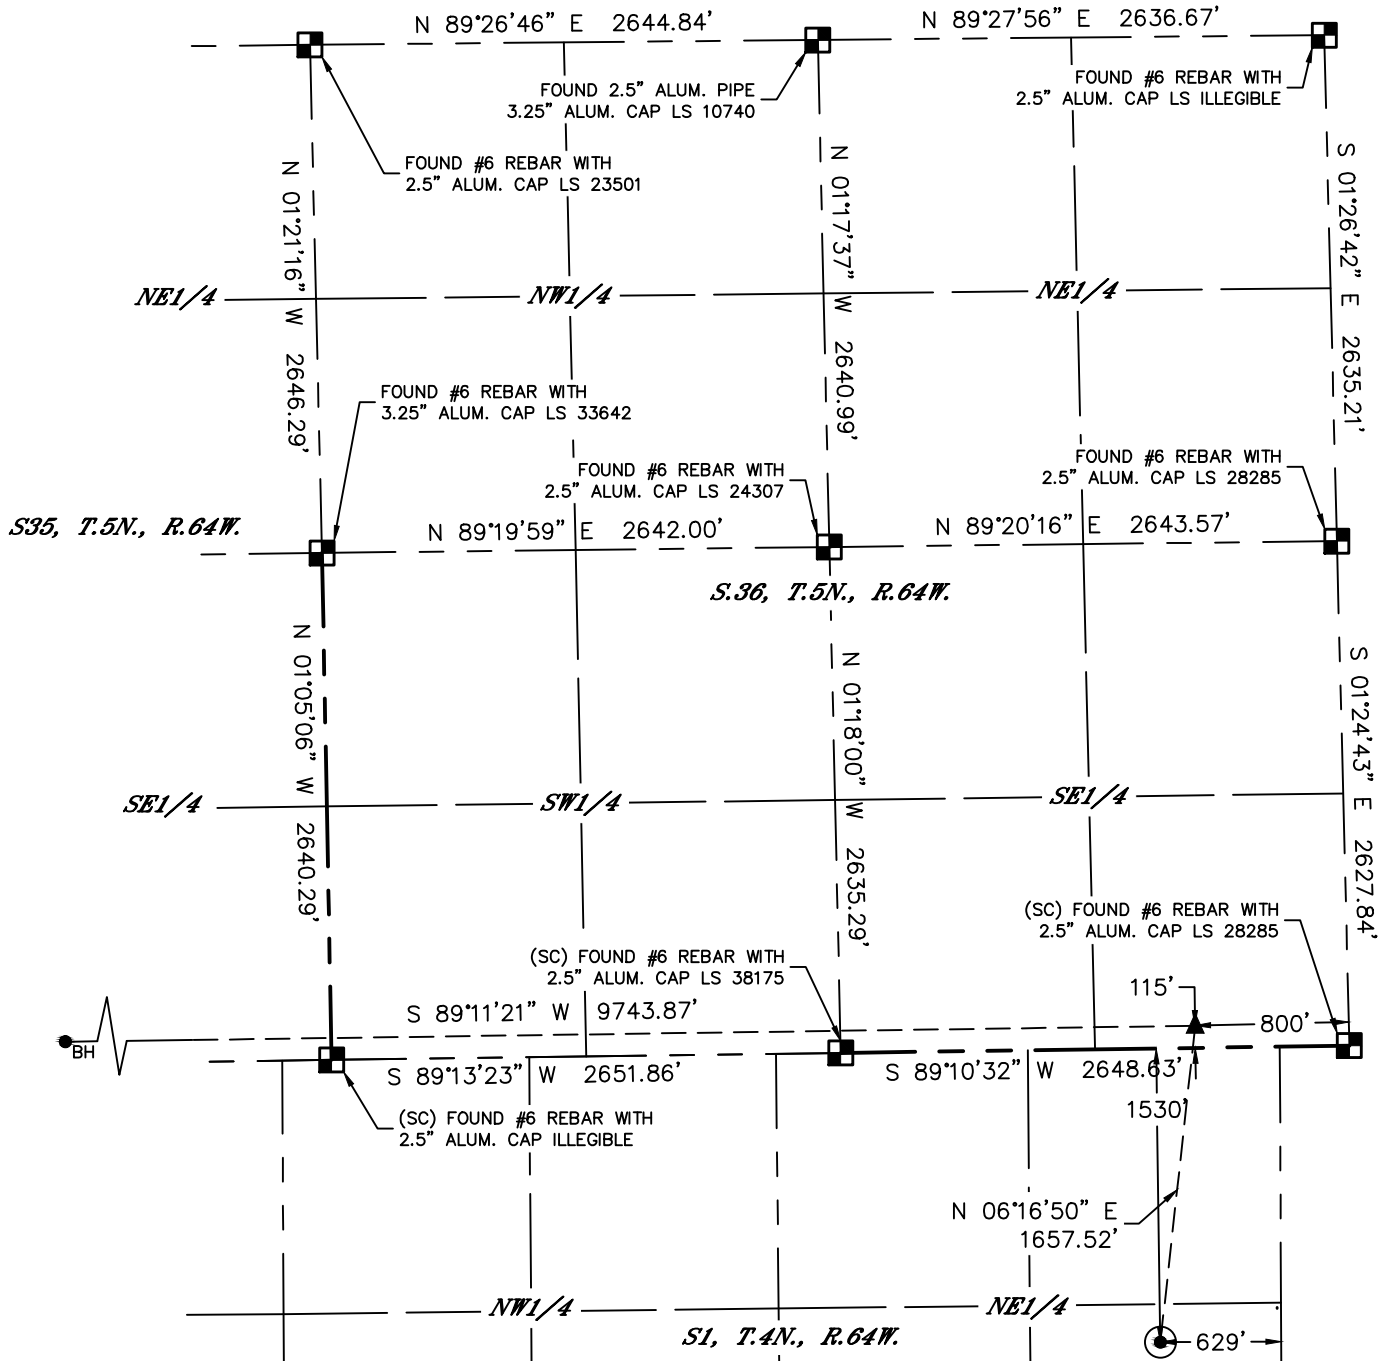 N 89°26'46" E 2644.84'
N 89°27'56" E 2636.67'
FOUND 2.5" ALUM. PIPE
3.25" ALUM. CAP LS 10740
FOUND #6 REBAR WITH
2.5" ALUM. CAP LS ILLEGIBLE
FOUND #6 REBAR WITH
2.5" ALUM. CAP LS 23501
N 01°21'16" W 2646.29'
N 01°17'37" W 2640.99'
S 01°26'42" E 2635.21'
NE1/4
NW1/4
NE1/4
FOUND #6 REBAR WITH
3.25" ALUM. CAP LS 33642
FOUND #6 REBAR WITH
2.5" ALUM. CAP LS 24307
FOUND #6 REBAR WITH
2.5" ALUM. CAP LS 28285
S35, T.5N., R.64W.
N 89°19'59" E 2642.00'
N 89°20'16" E 2643.57'
S.36, T.5N., R.64W.
N 01°05'06" W 2640.29'
N 01°18'00" W 2635.29'
S 01°24'43" E 2627.84'
SE1/4
SW1/4
SE1/4
(SC) FOUND #6 REBAR WITH
2.5" ALUM. CAP LS 28285
(SC) FOUND #6 REBAR WITH
2.5" ALUM. CAP LS 38175
115'
S 89°11'21" W 9743.87'
800'
BH
S 89°13'23" W 2651.86'
S 89°10'32" W 2648.63'
1530'
(SC) FOUND #6 REBAR WITH
2.5" ALUM. CAP ILLEGIBLE
N 06°16'50" E
1657.52'
NW1/4
NE1/4
S1, T.4N., R.64W.
629'